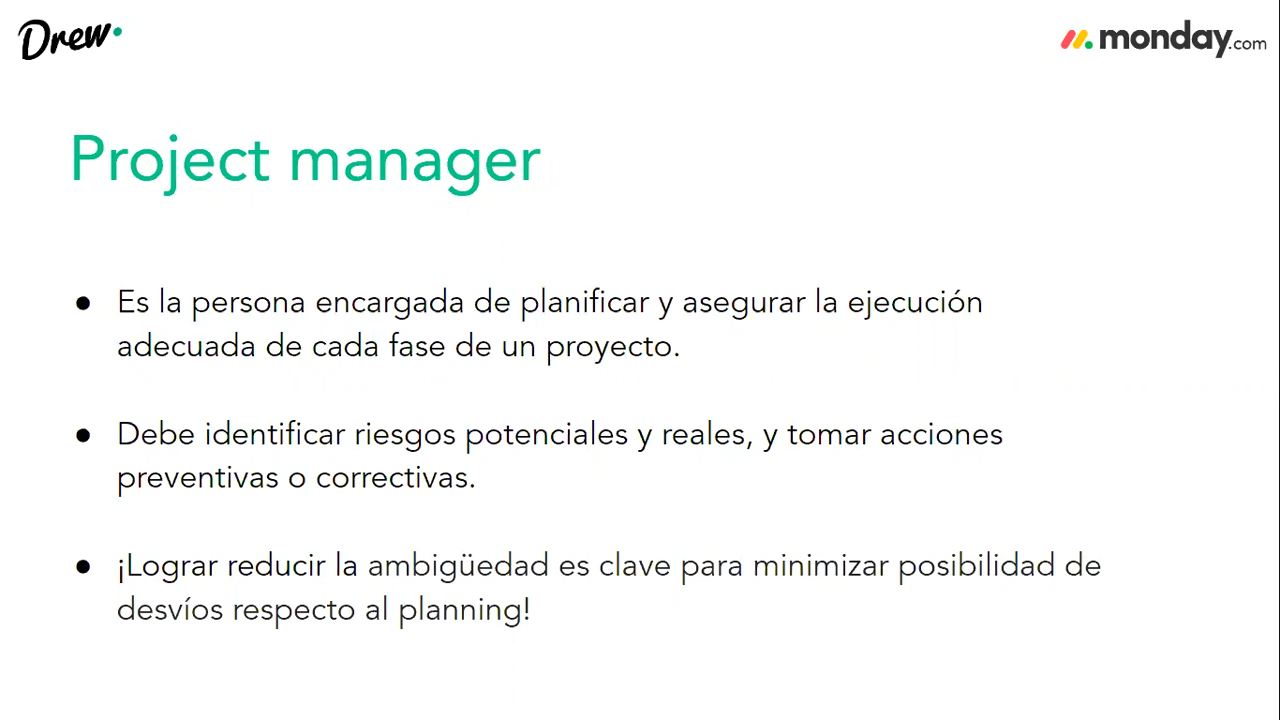 Drew
monday.com
Project manager
● Es la persona encargada de planificar y asegurar la ejecución
adecuada de cada fase de un proyecto.
● Debe identificar riesgos potenciales y reales, y tomar acciones
preventivas o correctivas.
● ¡Lograr reducir la ambigüedad es clave para minimizar posibilidad de
desvíos respecto al planning!